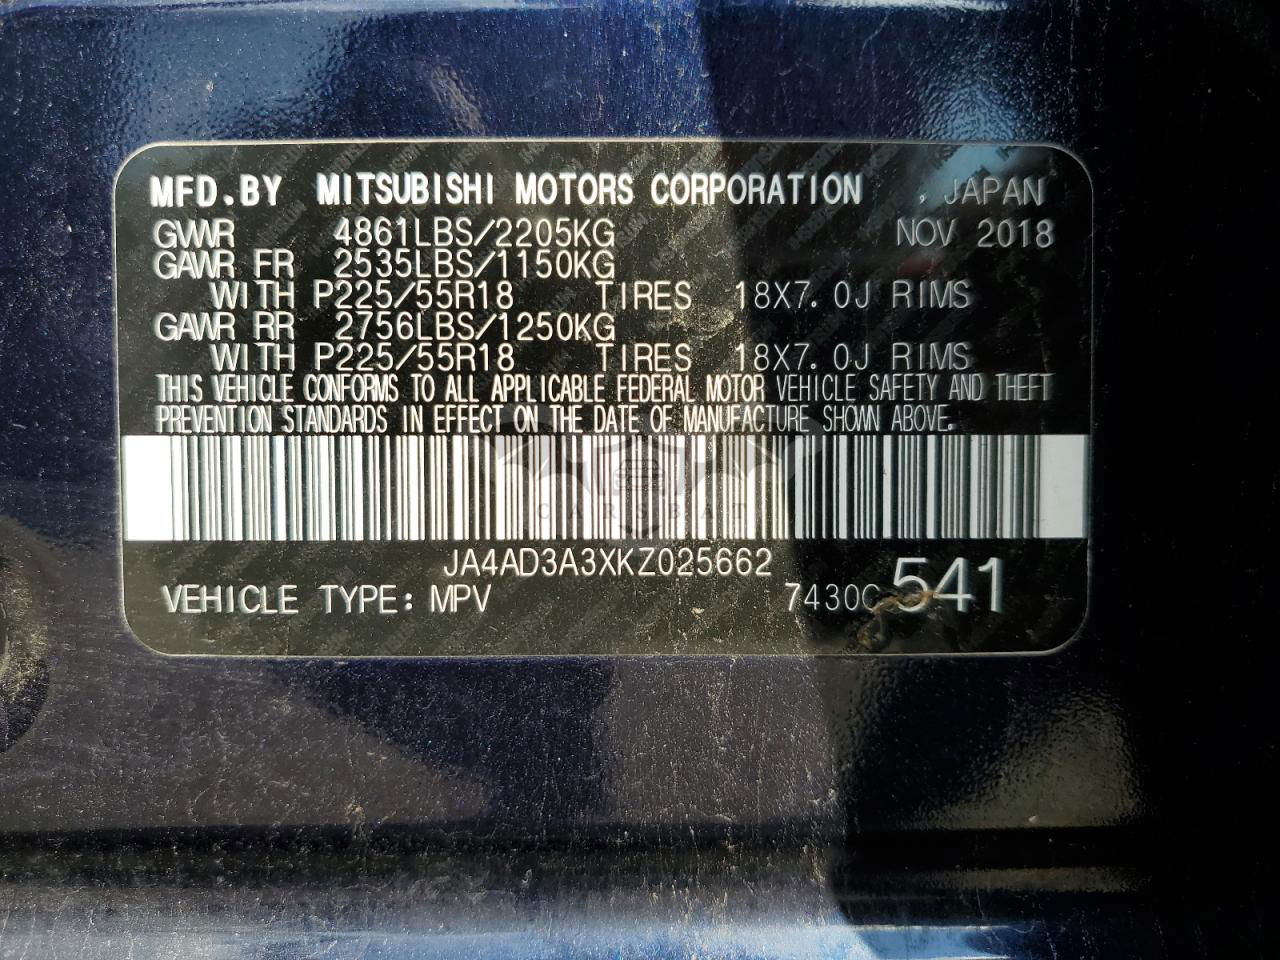 MFD.BY MITSUBISHI MOTORS CORPORATION , JAPAN
GVWR 4861LBS/2205KG NOV 2018
GAWR FR 2535LBS/1150KG
WITH P225/55R18 TIRES 18X7.0J RIMS
GAWR RR 2756LBS/1250KG
WITH P225/55R18 TIRES 18X7.0J RIMS
THIS VEHICLE CONFORMS TO ALL APPLICABLE FEDERAL MOTOR VEHICLE SAFETY AND THEFT
PREVENTION STANDARDS IN EFFECT ON THE DATE OF MANUFACTURE SHOWN ABOVE.
CARSBAT
JA4AD3A3XKZ025662
VEHICLE TYPE: MPV 7430C 541